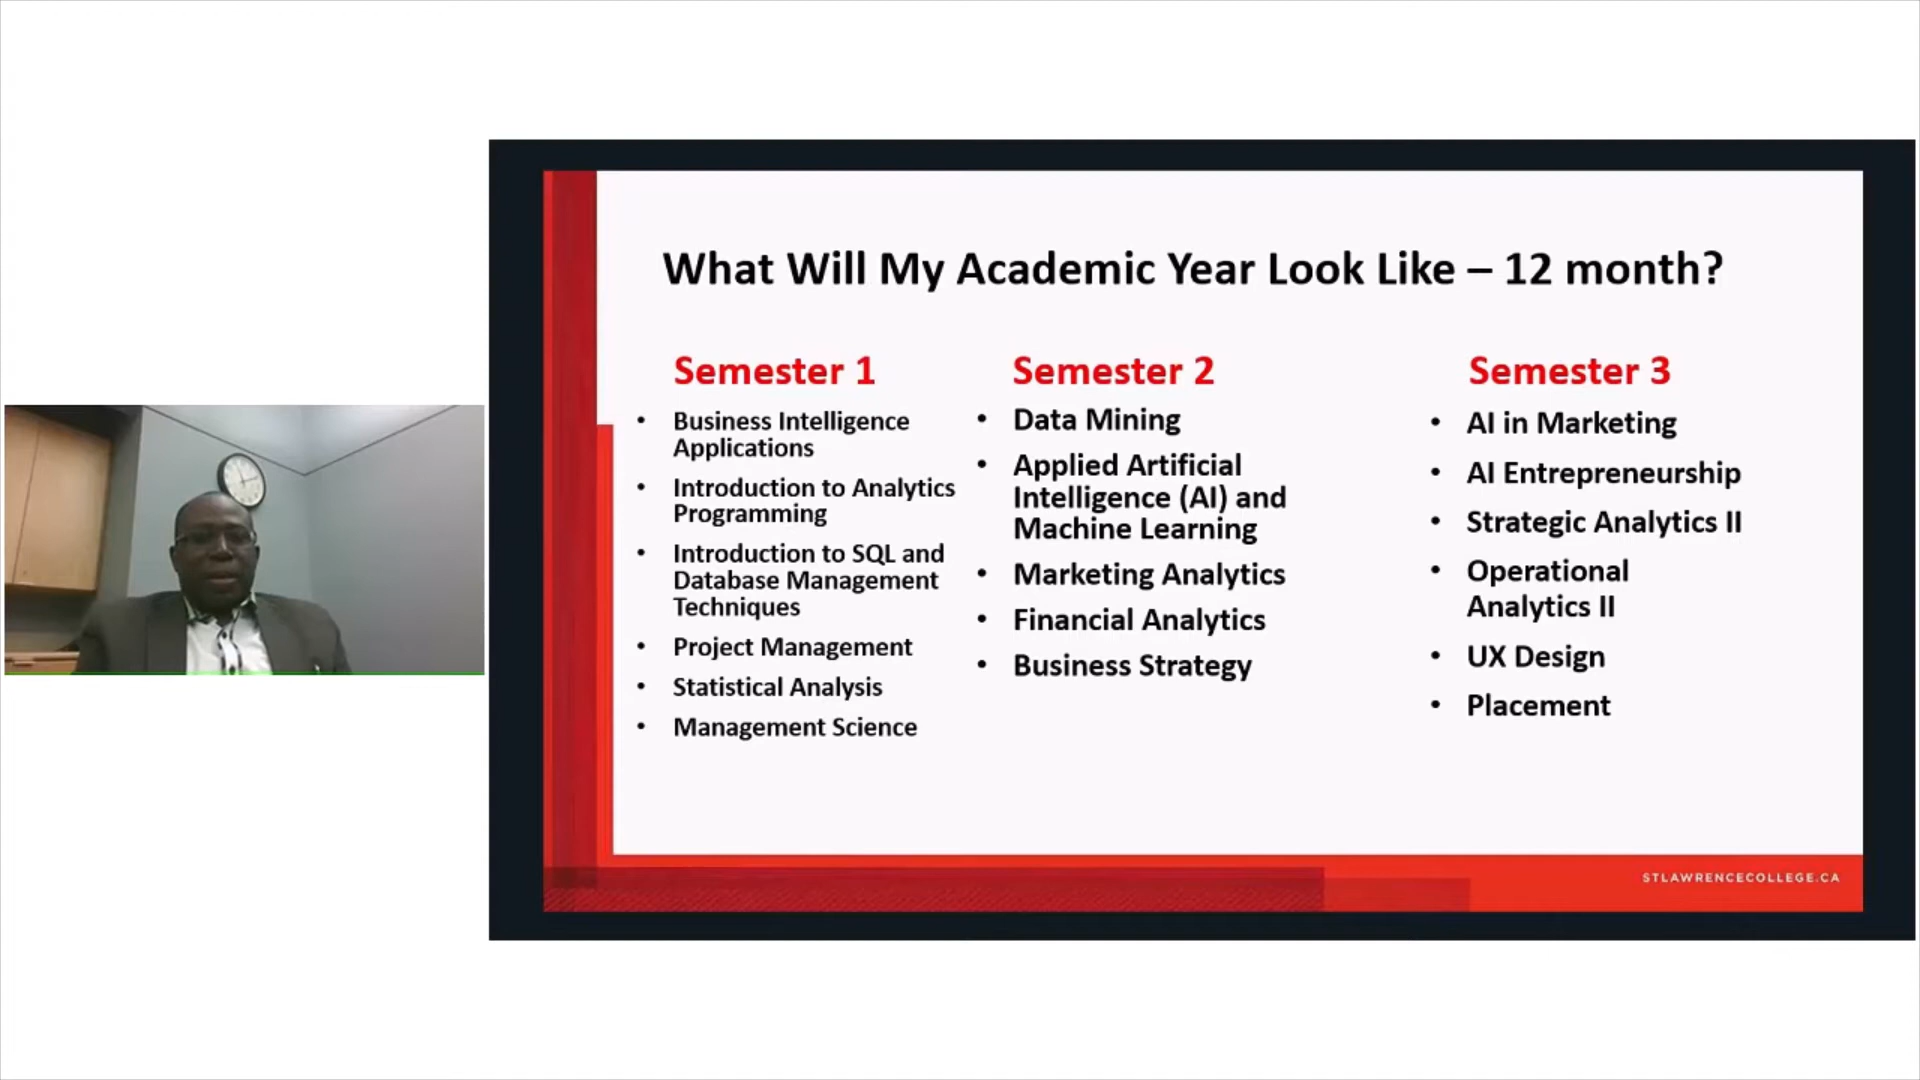 What Will My Academic Year Look Like – 12 month?
Semester 1
• Business Intelligence
Applications
• Introduction to Analytics
Programming
• Introduction to SQL and
Database Management
Techniques
• Project Management
• Statistical Analysis
• Management Science
Semester 2
• Data Mining
• Applied Artificial
Intelligence (AI) and
Machine Learning
• Marketing Analytics
• Financial Analytics
• Business Strategy
Semester 3
• AI in Marketing
• AI Entrepreneurship
• Strategic Analytics II
• Operational
Analytics II
• UX Design
• Placement
STLAWRENCECOLLEGE.CA